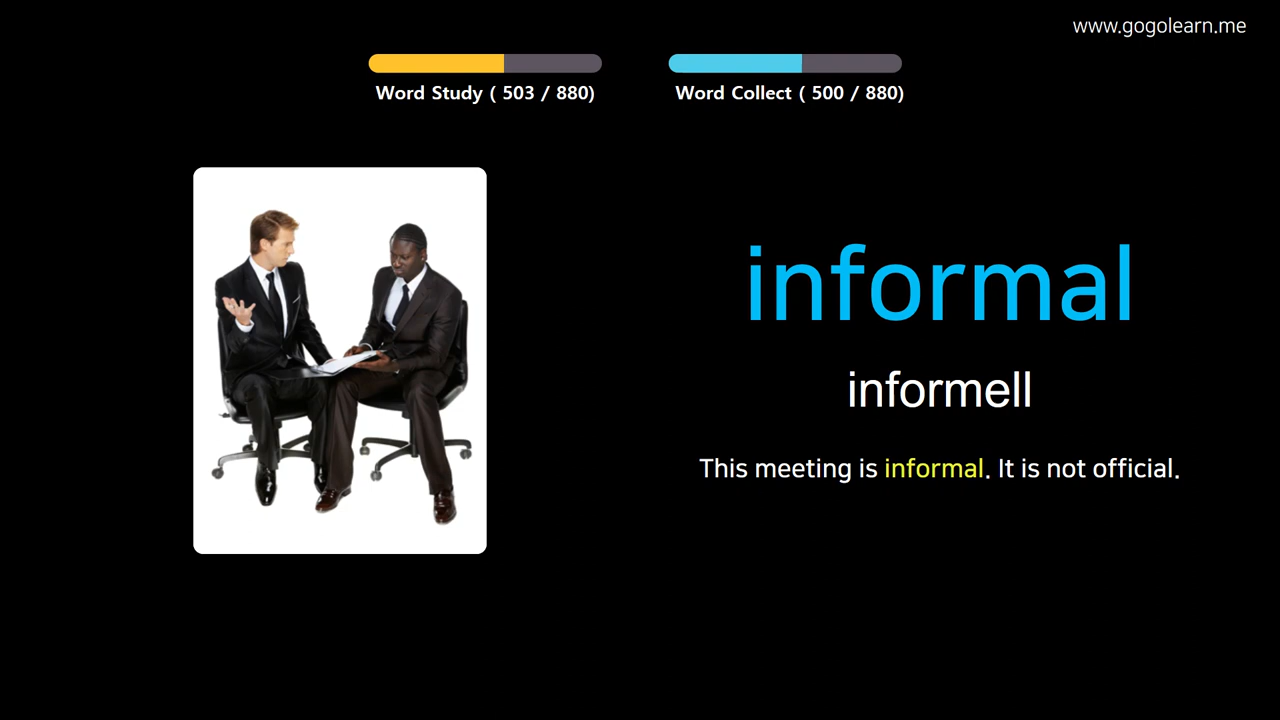 www.gogolearn.me
Word Study ( 503 / 880)
Word Collect ( 500 / 880)
informal
informell
This meeting is informal. It is not official.